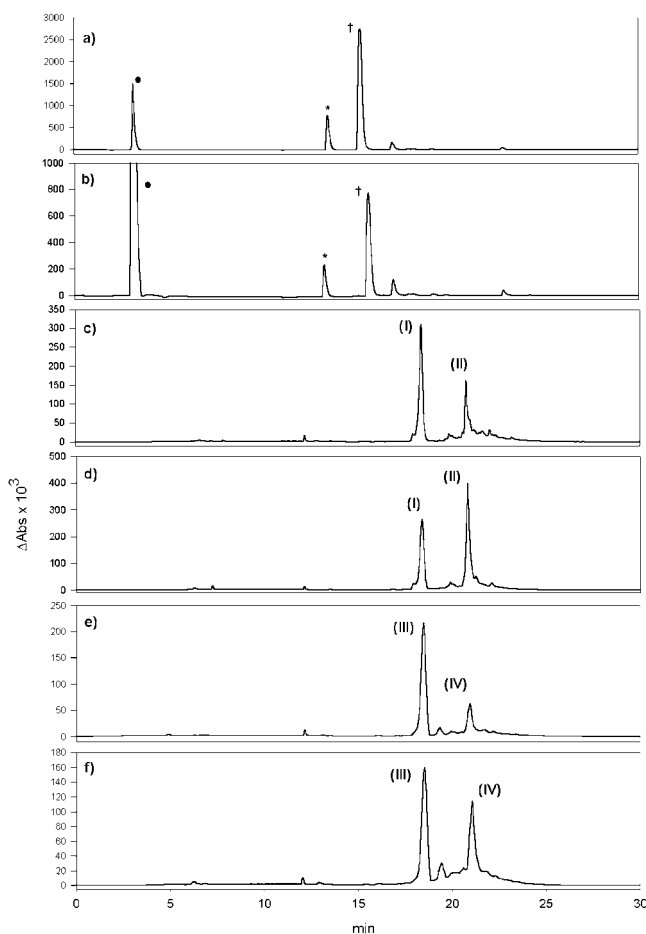 3000
2500
2000
1500
1000
500
0
a)
•
*
†
1000
800
600
400
200
0
b)
•
*
†
350
300
250
200
150
100
50
0
c)
(I)
(II)
500
400
300
200
100
0
d)
(I)
(II)
250
200
150
100
50
0
e)
(III)
(IV)
180
160
140
120
100
80
60
40
20
0
f)
(III)
(IV)
ΔAbs x 10³
0 5 10 15 20 25 30
min